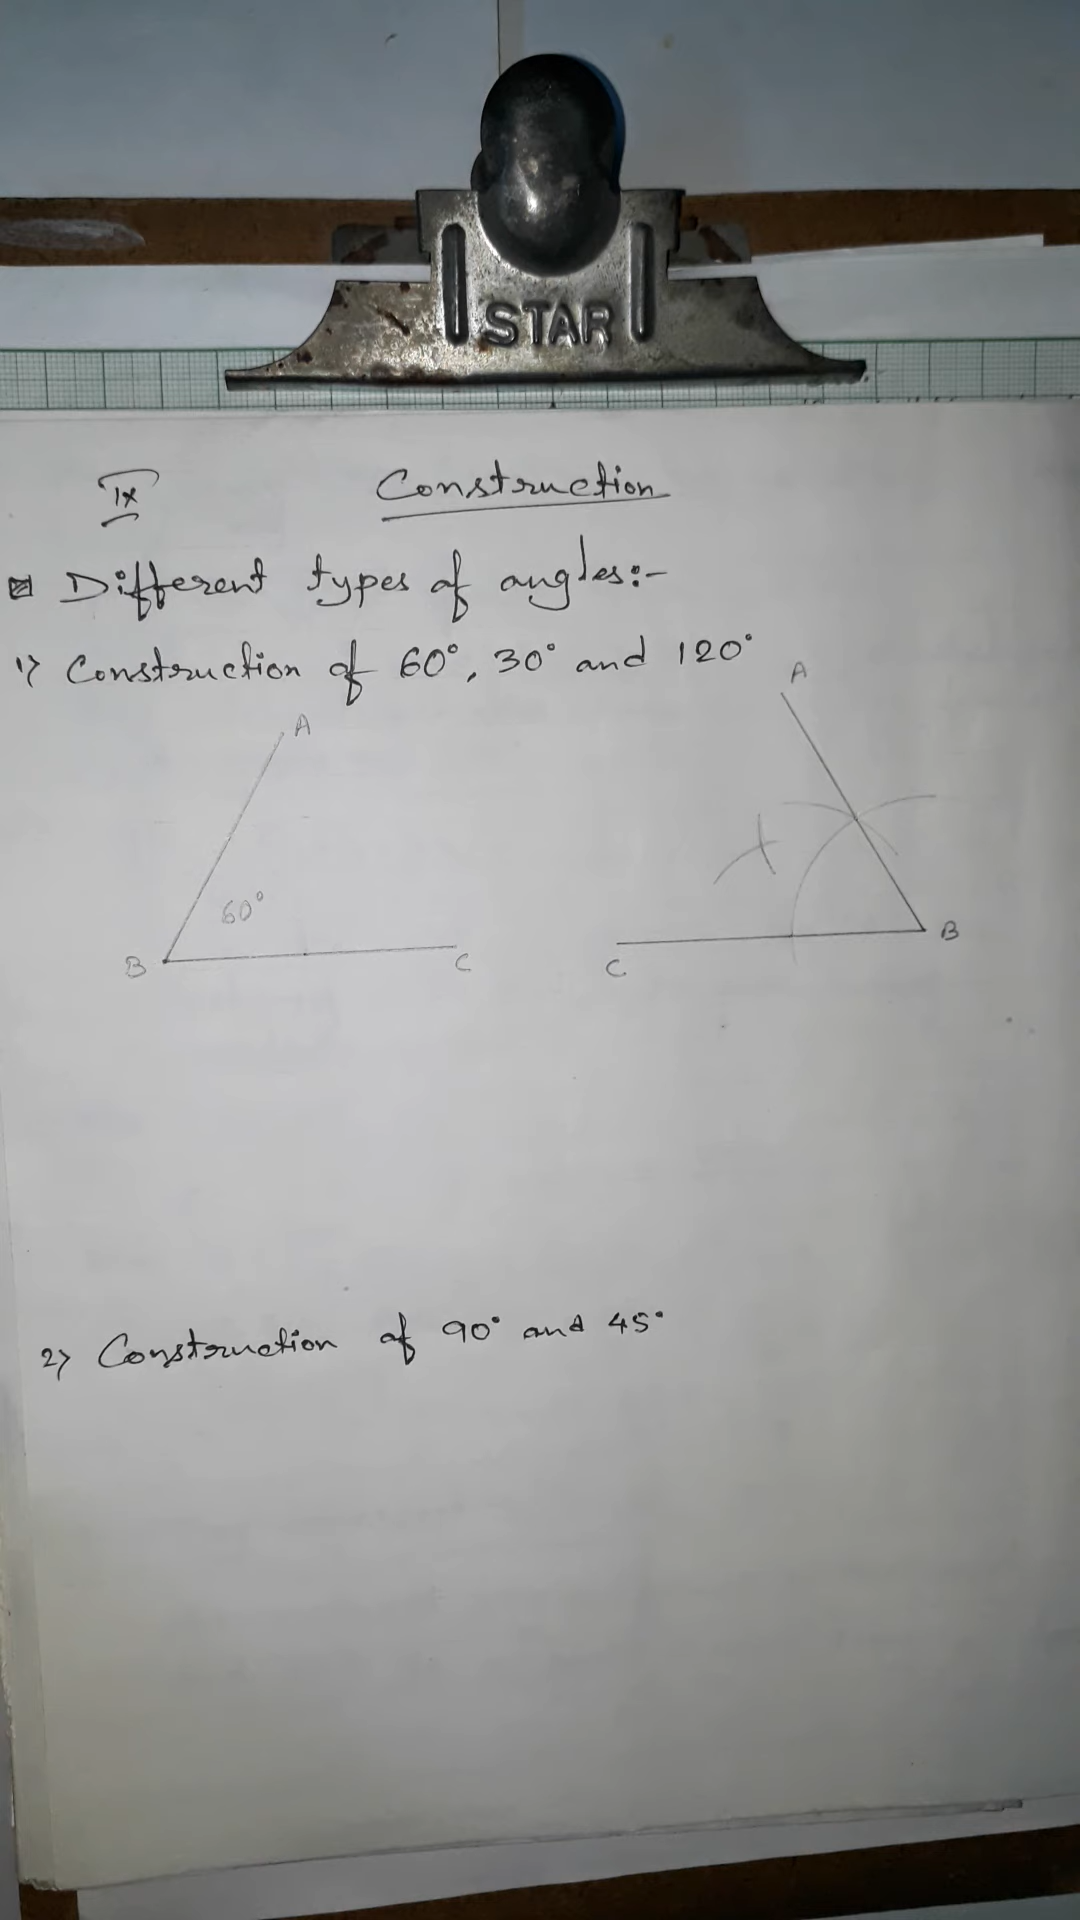 STAR
IX
Construction
Different types of angles:-
1) Construction of 60°, 30° and 120°
A
A
60°
B
C
C
B
2) Construction of 90° and 45°